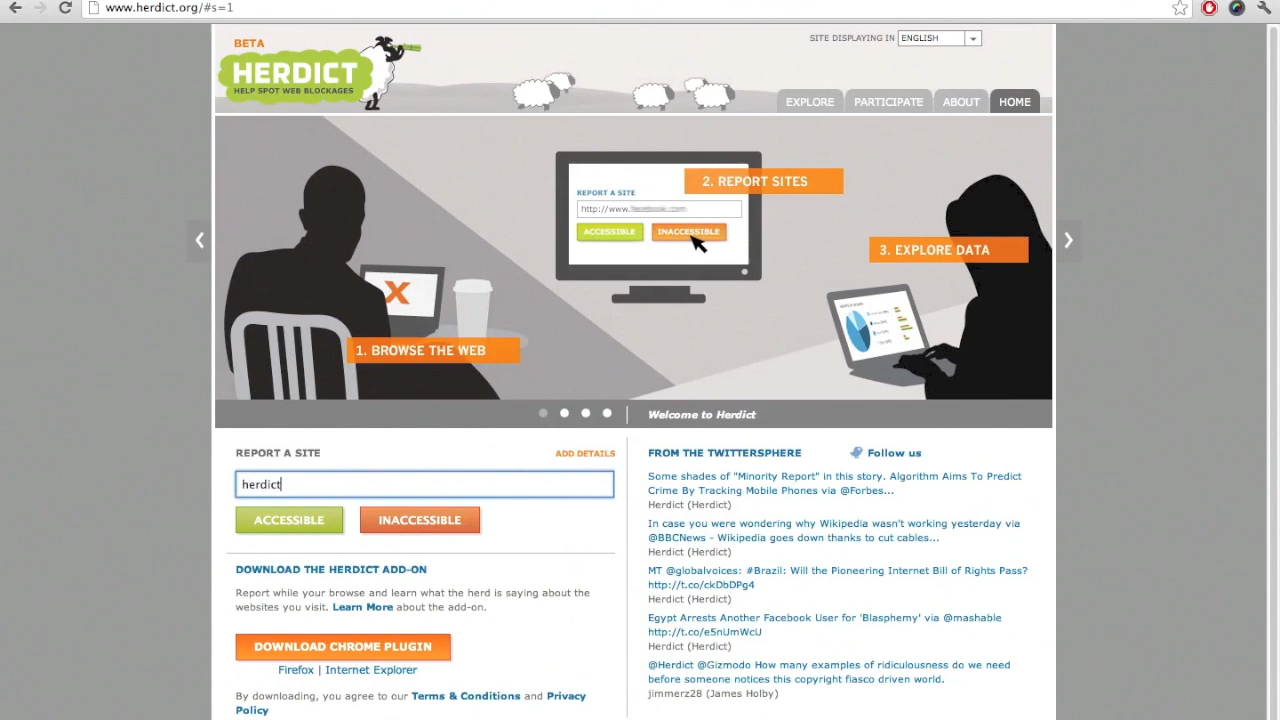 www.herdict.org/#s=1
BETA
HERDICT
HELP SPOT WEB BLOCKAGES
SITE DISPLAYING IN ENGLISH
EXPLORE PARTICIPATE ABOUT HOME
2. REPORT SITES
REPORT A SITE
http://www.
ACCESSIBLE INACCESSIBLE
3. EXPLORE DATA
X
1. BROWSE THE WEB
Welcome to Herdict
REPORT A SITE ADD DETAILS
herdict
ACCESSIBLE INACCESSIBLE
DOWNLOAD THE HERDICT ADD-ON
Report while your browse and learn what the herd is saying about the
websites you visit. Learn More about the add-on.
DOWNLOAD CHROME PLUGIN
Firefox | Internet Explorer
By downloading, you agree to our Terms & Conditions and Privacy
Policy
FROM THE TWITTERSPHERE Follow us
Some shades of "Minority Report" in this story. Algorithm Aims To Predict
Crime By Tracking Mobile Phones via @Forbes...
Herdict (Herdict)
In case you were wondering why Wikipedia wasn't working yesterday via
@BBCNews - Wikipedia goes down thanks to cut cables...
Herdict (Herdict)
MT @globalvoices: #Brazil: Will the Pioneering Internet Bill of Rights Pass?
http://t.co/ckDbDPg4
Herdict (Herdict)
Egypt Arrests Another Facebook User for 'Blasphemy' via @mashable
http://t.co/e5nUmWcU
Herdict (Herdict)
@Herdict @Gizmodo How many examples of ridiculousness do we need
before someone notices this copyright fiasco driven world.
jimmerz28 (James Holby)